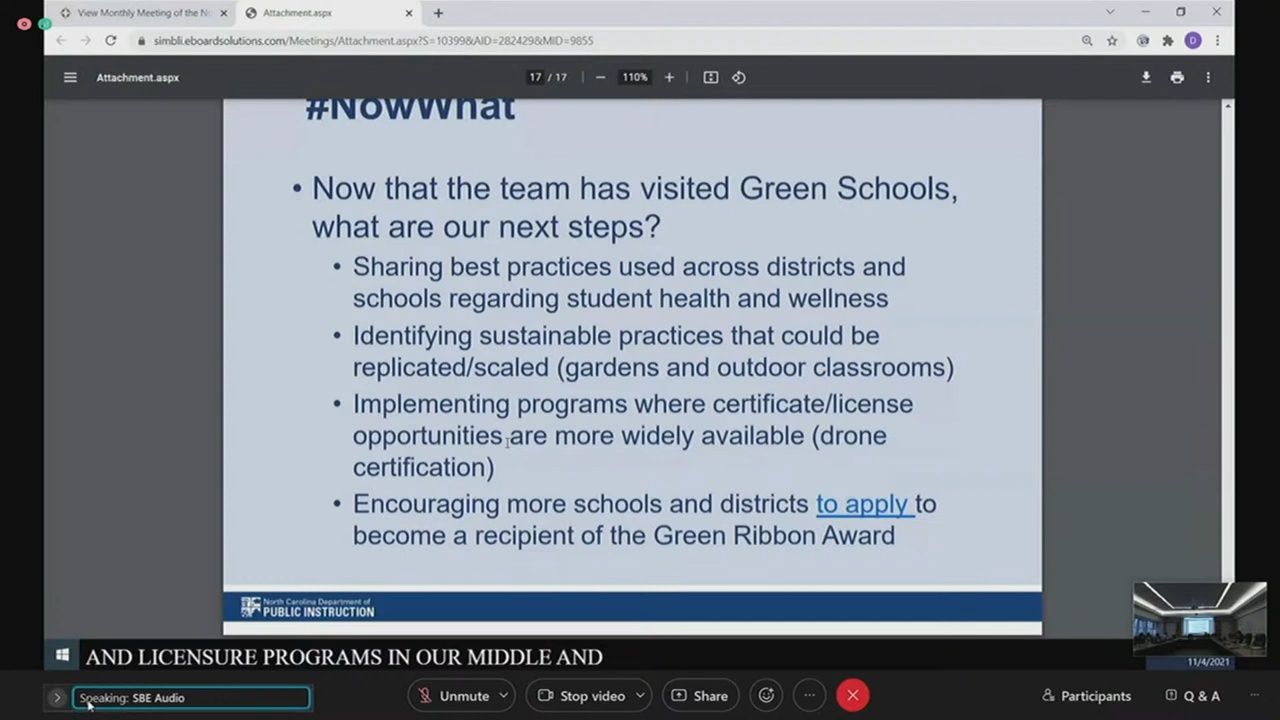 View Monthly Meeting of the N
Attachment.aspx
simbli.eboardsolutions.com/Meetings/Attachment.aspx?S=10399&AID=282429&MID=9855
D
Attachment.aspx
17 / 17
110%
#NowWhat
• Now that the team has visited Green Schools,
what are our next steps?
• Sharing best practices used across districts and
schools regarding student health and wellness
• Identifying sustainable practices that could be
replicated/scaled (gardens and outdoor classrooms)
• Implementing programs where certificate/license
opportunities are more widely available (drone
certification)
• Encouraging more schools and districts to apply to
become a recipient of the Green Ribbon Award
North Carolina Department of
PUBLIC INSTRUCTION
AND LICENSURE PROGRAMS IN OUR MIDDLE AND
11/4/2021
Speaking: SBE Audio
Unmute
Stop video
Share
Participants
Q & A